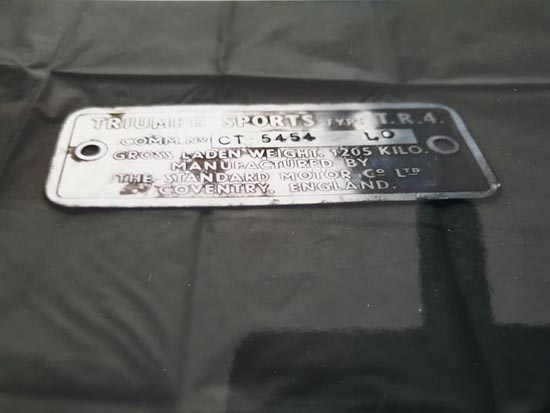 TRIUMPH SPORTS TYPE T.R.4.
COMM. No CT 5454 LO
GROSS LADEN WEIGHT 1205 KILO.
MANUFACTURED BY
THE STANDARD MOTOR Co LTD
COVENTRY, ENGLAND.